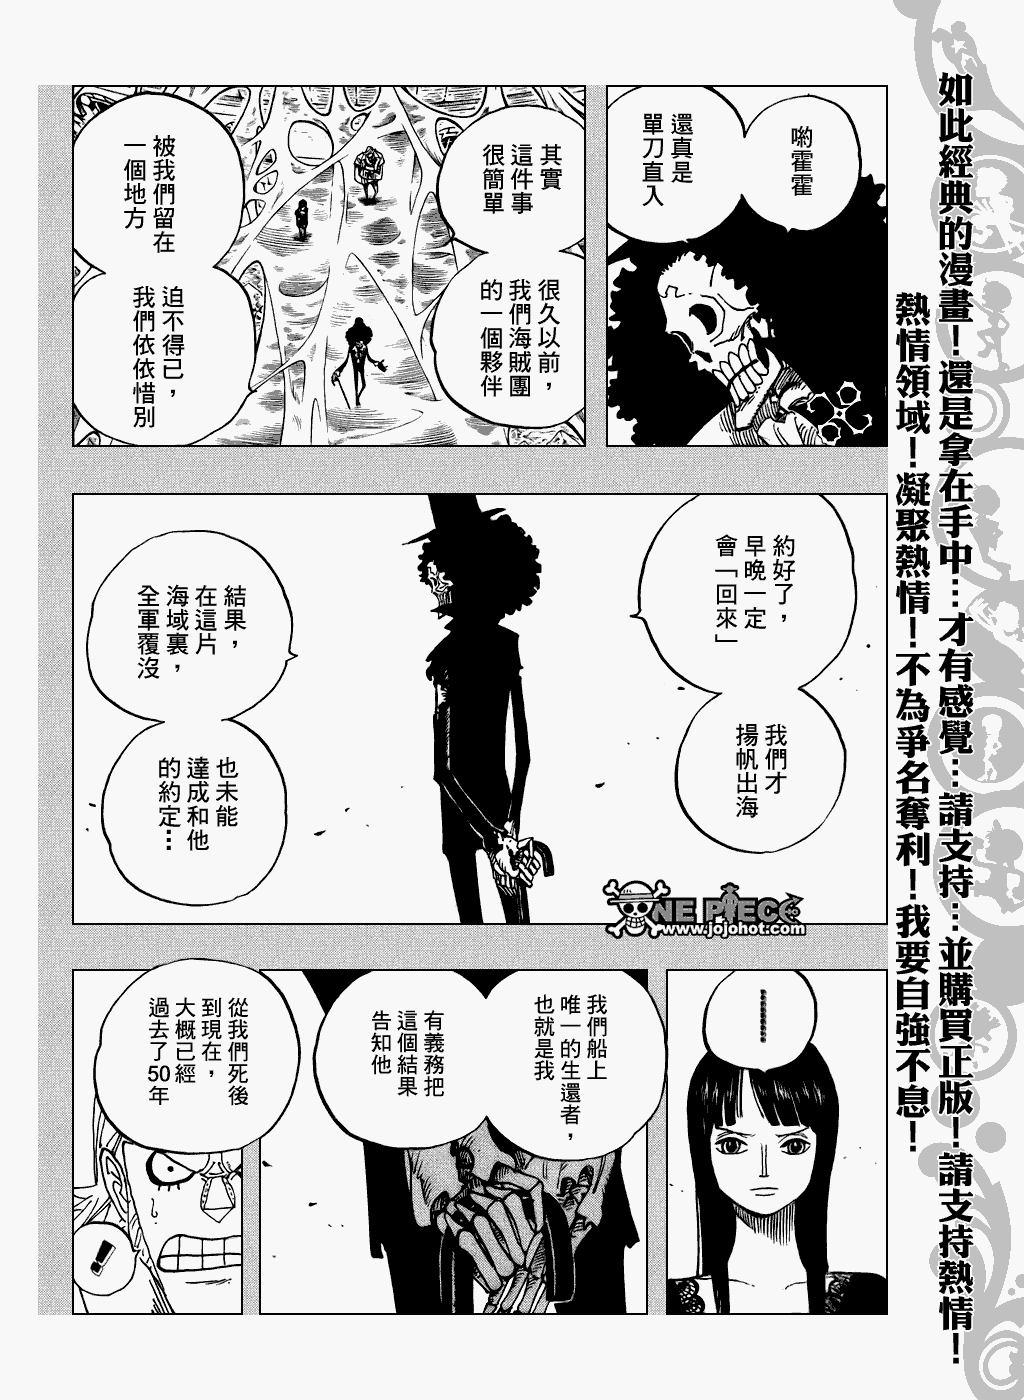 喲霍霍
還真是
單刀直入
其實
這件事
很簡單
很久以前，
我們海賊團
的一個夥伴
被我們留在
一個地方
迫不得已，
我們依依惜別
約好了，
早晚一定
會「回來」
我們才
揚帆出海
結果，
在這片
海域裏，
全軍覆沒
也未能
達成和他
的約定…
ONE PIECE
www.jojohot.com
…………
我們船上
唯一的生還者，
也就是我
有義務把
這個結果
告知他
從我們死後
到現在，
大概已經
過去了50年
！
如此經典的漫畫！還是拿在手中…才有感覺…請支持…並購買正版！請支持熱情！
熱情領域！凝聚熱情！不為爭名奪利！我要自強不息！